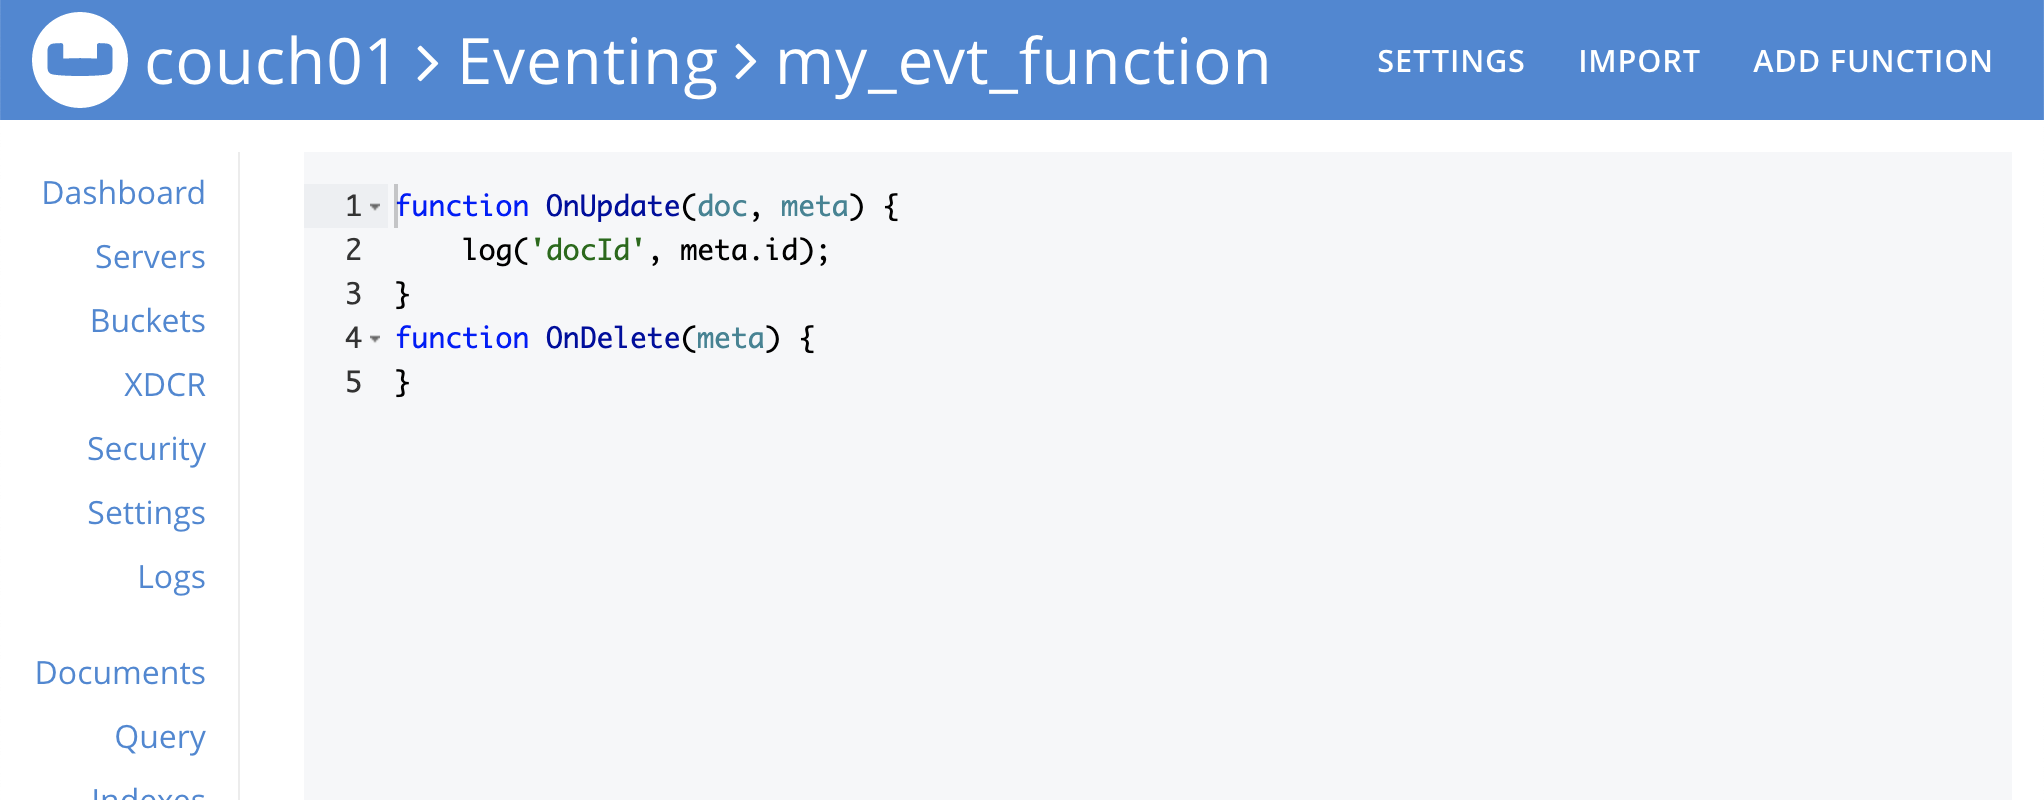 couch01 > Eventing > my_evt_function
SETTINGS IMPORT ADD FUNCTION
Dashboard
Servers
Buckets
XDCR
Security
Settings
Logs
Documents
Query
Indexes
1 function OnUpdate(doc, meta) {
2     log('docId', meta.id);
3 }
4 function OnDelete(meta) {
5 }